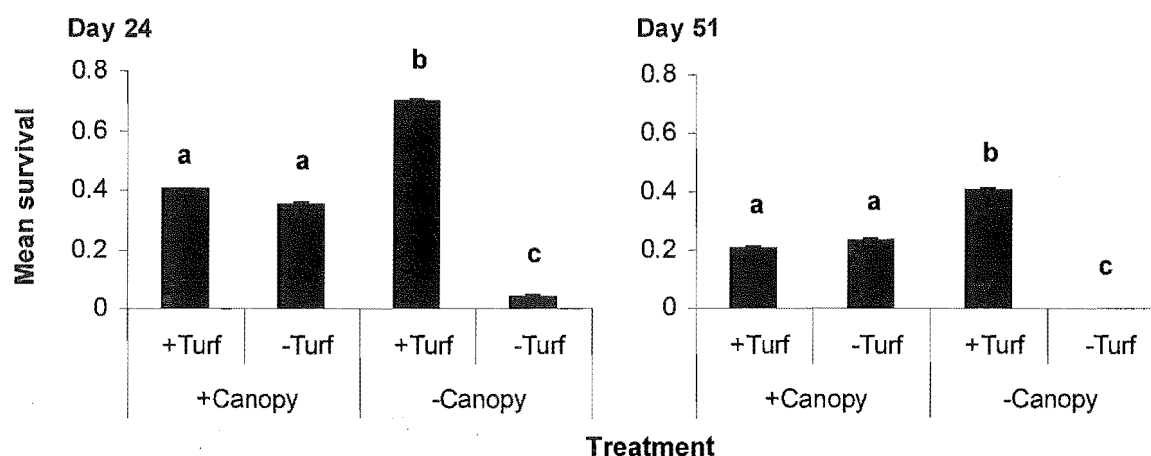 Day 24
Day 51
Mean survival
0.8
0.6
0.4
0.2
0
a
a
b
c
+Turf
-Turf
+Turf
-Turf
+Canopy
-Canopy
0.8
0.6
0.4
0.2
0
a
a
b
c
+Turf
-Turf
+Turf
-Turf
+Canopy
-Canopy
Treatment